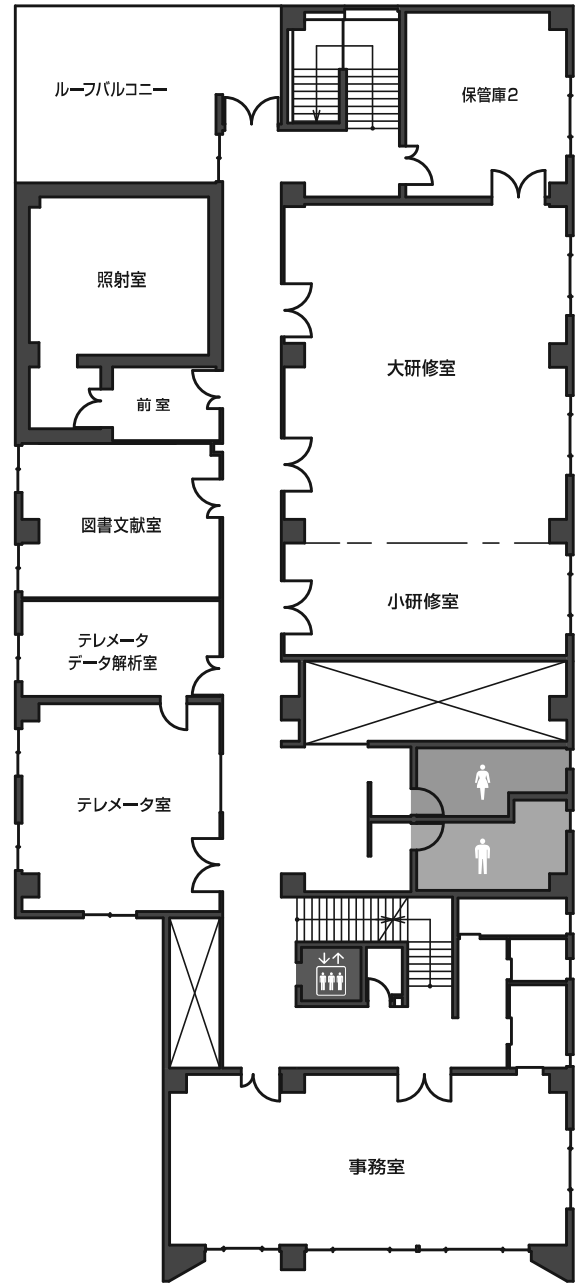 ルーフバルコニー
保管庫2
照射室
大研修室
前室
図書文献室
小研修室
テレメータ
データ解析室
テレメータ室
事務室